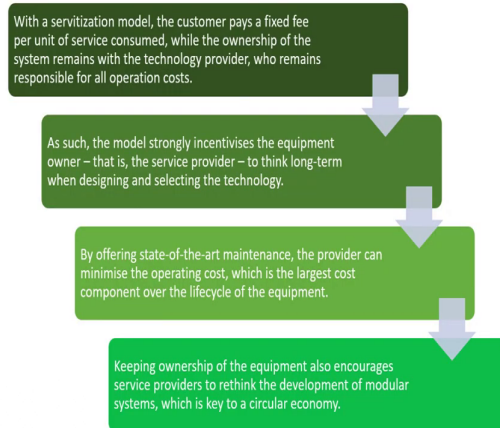 With a servitization model, the customer pays a fixed fee
per unit of service consumed, while the ownership of the
system remains with the technology provider, who remains
responsible for all operation costs.
As such, the model strongly incentivises the equipment
owner – that is, the service provider – to think long-term
when designing and selecting the technology.
By offering state-of-the-art maintenance, the provider can
minimise the operating cost, which is the largest cost
component over the lifecycle of the equipment.
Keeping ownership of the equipment also encourages
service providers to rethink the development of modular
systems, which is key to a circular economy.